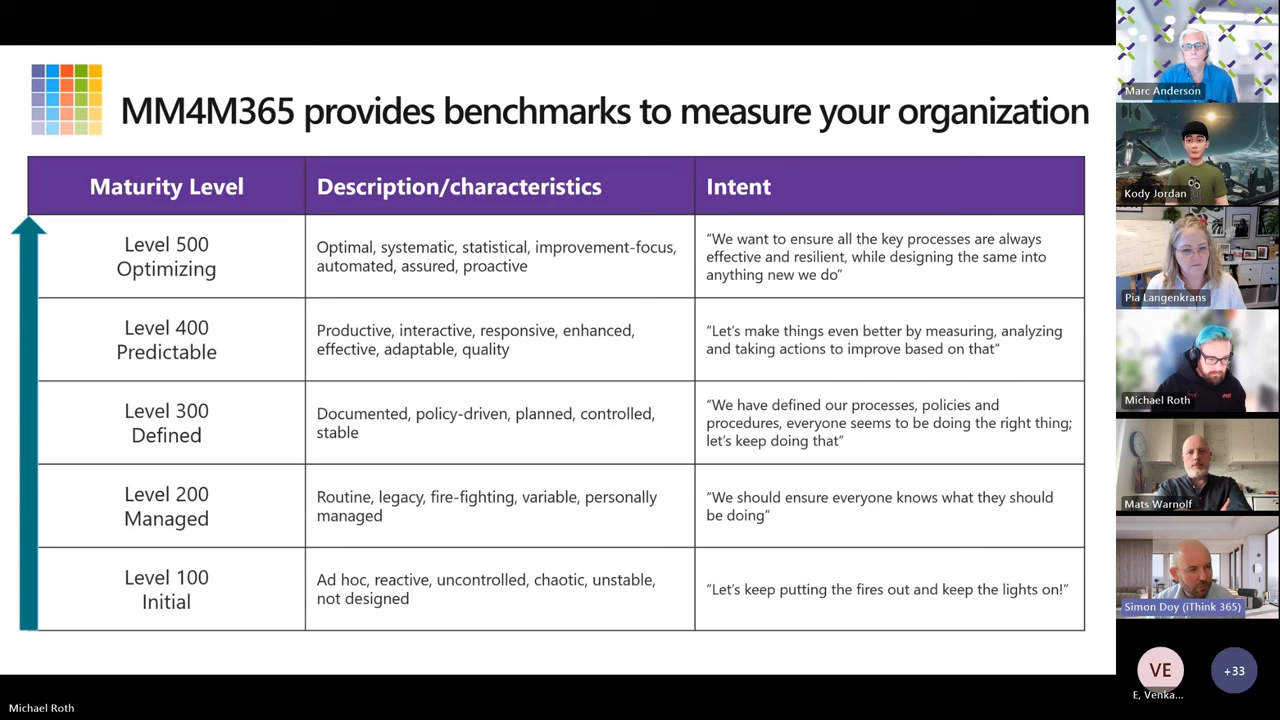 MM4M365 provides benchmarks to measure your organization
Maturity Level
Description/characteristics
Intent
Level 500
Optimizing
Optimal, systematic, statistical, improvement-focus,
automated, assured, proactive
“We want to ensure all the key processes are always
effective and resilient, while designing the same into
anything new we do”
Level 400
Predictable
Productive, interactive, responsive, enhanced,
effective, adaptable, quality
“Let’s make things even better by measuring, analyzing
and taking actions to improve based on that”
Level 300
Defined
Documented, policy-driven, planned, controlled,
stable
“We have defined our processes, policies and
procedures, everyone seems to be doing the right thing;
let’s keep doing that”
Level 200
Managed
Routine, legacy, fire-fighting, variable, personally
managed
“We should ensure everyone knows what they should
be doing”
Level 100
Initial
Ad hoc, reactive, uncontrolled, chaotic, unstable,
not designed
“Let’s keep putting the fires out and keep the lights on!”
Marc Anderson
Kody Jordan
Pia Langenkrans
Michael Roth
Mats Warnolf
Simon Doy (iThink 365)
VE
E, Venka...
+33
Michael Roth